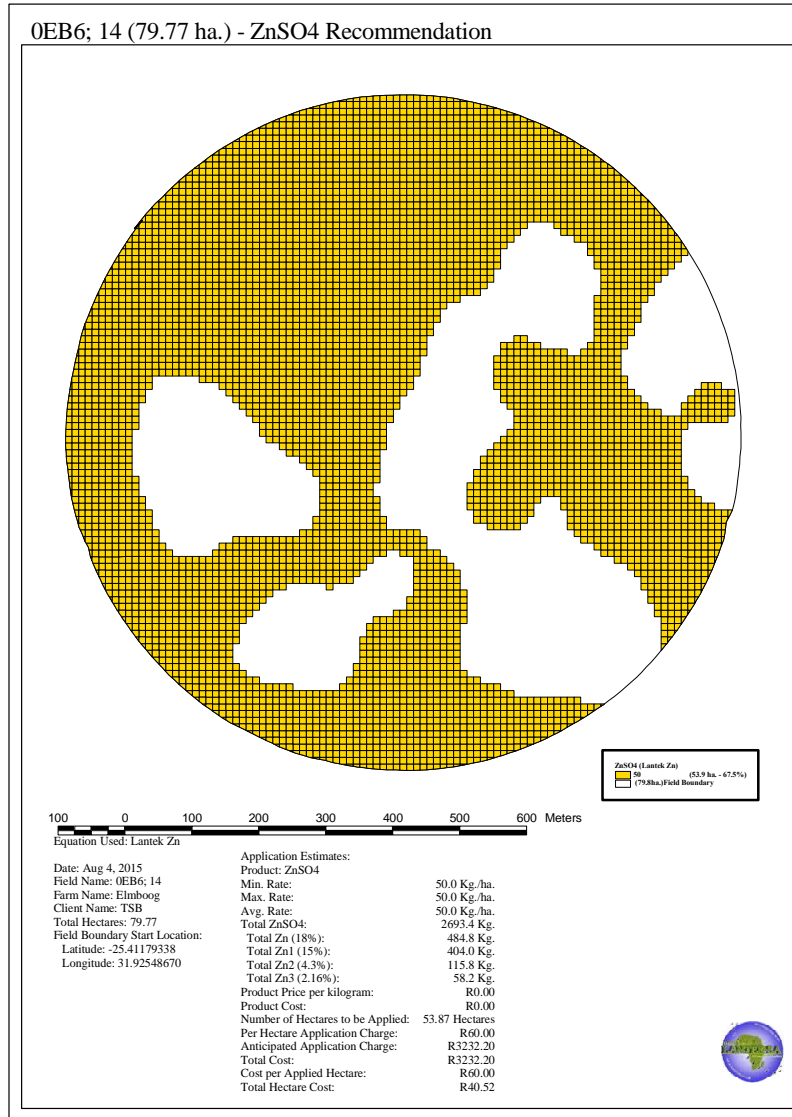 0EB6; 14 (79.77 ha.) - ZnSO4 Recommendation
ZnSO4 (Lantek Zn)
50 (53.9 ha. - 67.5%)
(79.8ha.)Field Boundary
100 0 100 200 300 400 500 600 Meters
Equation Used: Lantek Zn
Date: Aug 4, 2015
Field Name: 0EB6; 14
Farm Name: Elmboog
Client Name: TSB
Total Hectares: 79.77
Field Boundary Start Location:
Latitude: -25.41179338
Longitude: 31.92548670
Application Estimates:
Product: ZnSO4
Min. Rate: 50.0 Kg./ha.
Max. Rate: 50.0 Kg./ha.
Avg. Rate: 50.0 Kg./ha.
Total ZnSO4: 2693.4 Kg.
Total Zn (18%): 484.8 Kg.
Total Zn1 (15%): 404.0 Kg.
Total Zn2 (4.3%): 115.8 Kg.
Total Zn3 (2.16%): 58.2 Kg.
Product Price per kilogram: R0.00
Product Cost: R0.00
Number of Hectares to be Applied: 53.87 Hectares
Per Hectare Application Charge: R60.00
Anticipated Application Charge: R3232.20
Total Cost: R3232.20
Cost per Applied Hectare: R60.00
Total Hectare Cost: R40.52